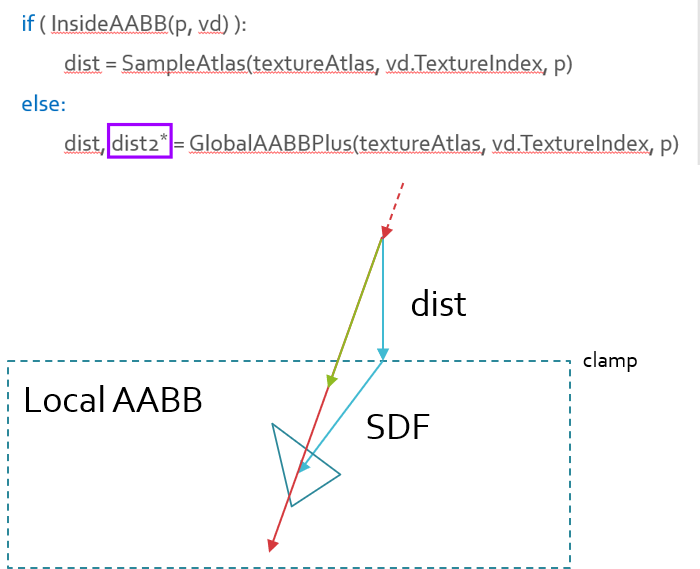 if ( InsideAABB(p, vd) ):
dist = SampleAtlas(textureAtlas, vd.TextureIndex, p)
else:
dist, dist2* = GlobalAABBPlus(textureAtlas, vd.TextureIndex, p)
dist
clamp
Local AABB
SDF